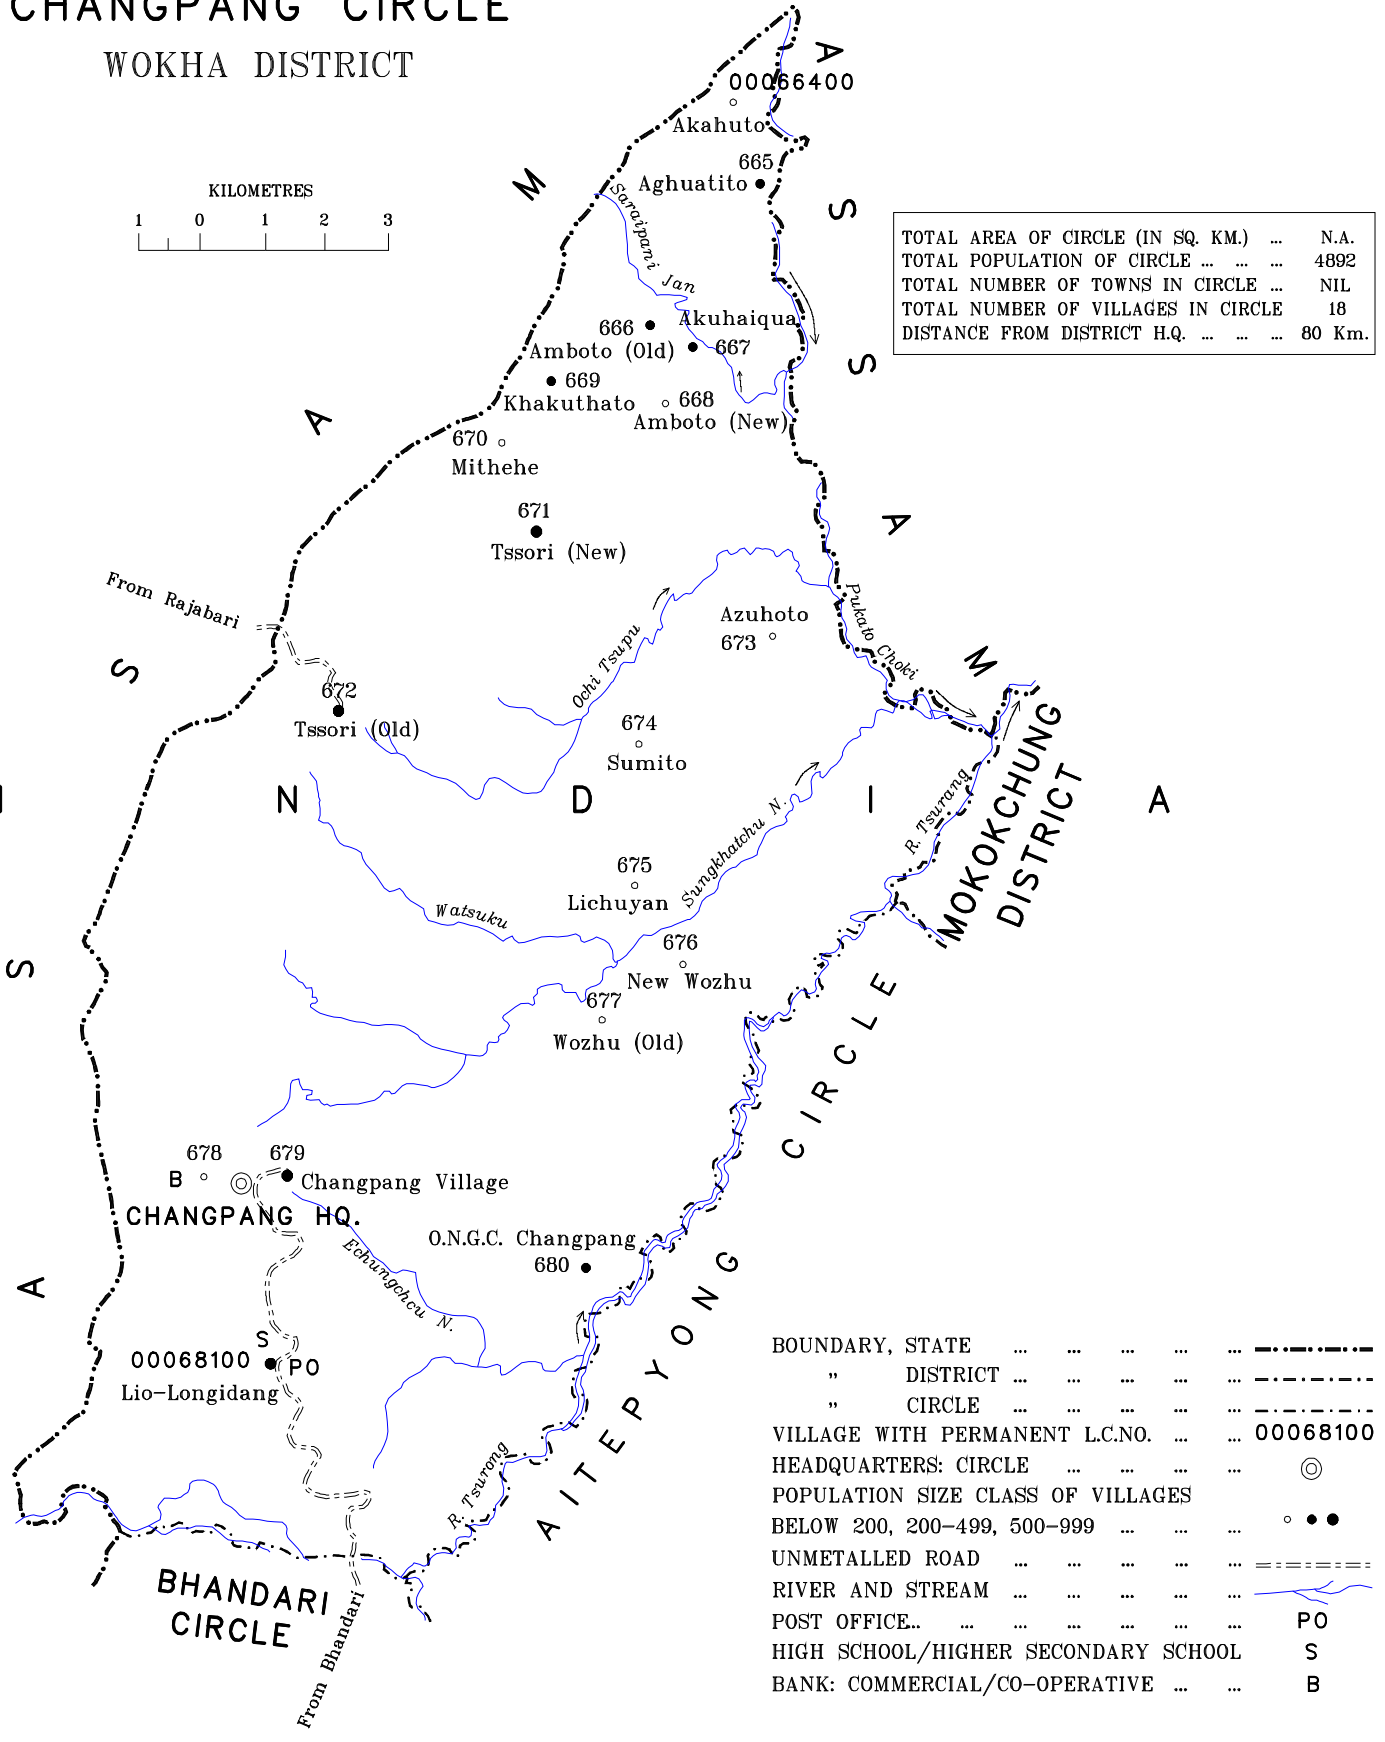 CHANGPANG CIRCLE
WOKHA DISTRICT
KILOMETRES
1 0 1 2 3
00066400
Akahuto
665
Aghuatito
Saraipani Jan
TOTAL AREA OF CIRCLE (IN SQ. KM.) ... N.A.
TOTAL POPULATION OF CIRCLE ... ... ... 4892
TOTAL NUMBER OF TOWNS IN CIRCLE ... NIL
TOTAL NUMBER OF VILLAGES IN CIRCLE 18
DISTANCE FROM DISTRICT H.Q. ... ... ... 80 Km.
666
Amboto (Old)
Akuhaiqua
667
669
Khakuthato
668
Amboto (New)
670
Mithehe
671
Tssori (New)
From Rajabari
672
Tssori (Old)
Ochi Tsupu
Azuhoto
673
Pukato Choki
674
Sumito
ASSAM
ASSAM
INDIA
R. Tsurang
MOKOKCHUNG
DISTRICT
675
Lichuyan
Sungkhatchu N.
Watsuku
676
New Wozhu
677
Wozhu (Old)
678
B
679
Changpang Village
CHANGPANG HQ.
O.N.G.C. Changpang
680
Echungchcu N.
S
00068100
PO
Lio-Longidang
R. Tsurong
AITEPYONG CIRCLE
BHANDARI
CIRCLE
From Bhandari
BOUNDARY, STATE ... ... ... ... ...
” DISTRICT ... ... ... ... ...
” CIRCLE ... ... ... ... ...
VILLAGE WITH PERMANENT L.C.NO. ... ... 00068100
HEADQUARTERS: CIRCLE ... ... ... ...
POPULATION SIZE CLASS OF VILLAGES
BELOW 200, 200-499, 500-999 ... ... ...
UNMETALLED ROAD ... ... ... ... ...
RIVER AND STREAM ... ... ... ... ...
POST OFFICE... ... ... ... ... ... ... PO
HIGH SCHOOL/HIGHER SECONDARY SCHOOL S
BANK: COMMERCIAL/CO-OPERATIVE ... ... B